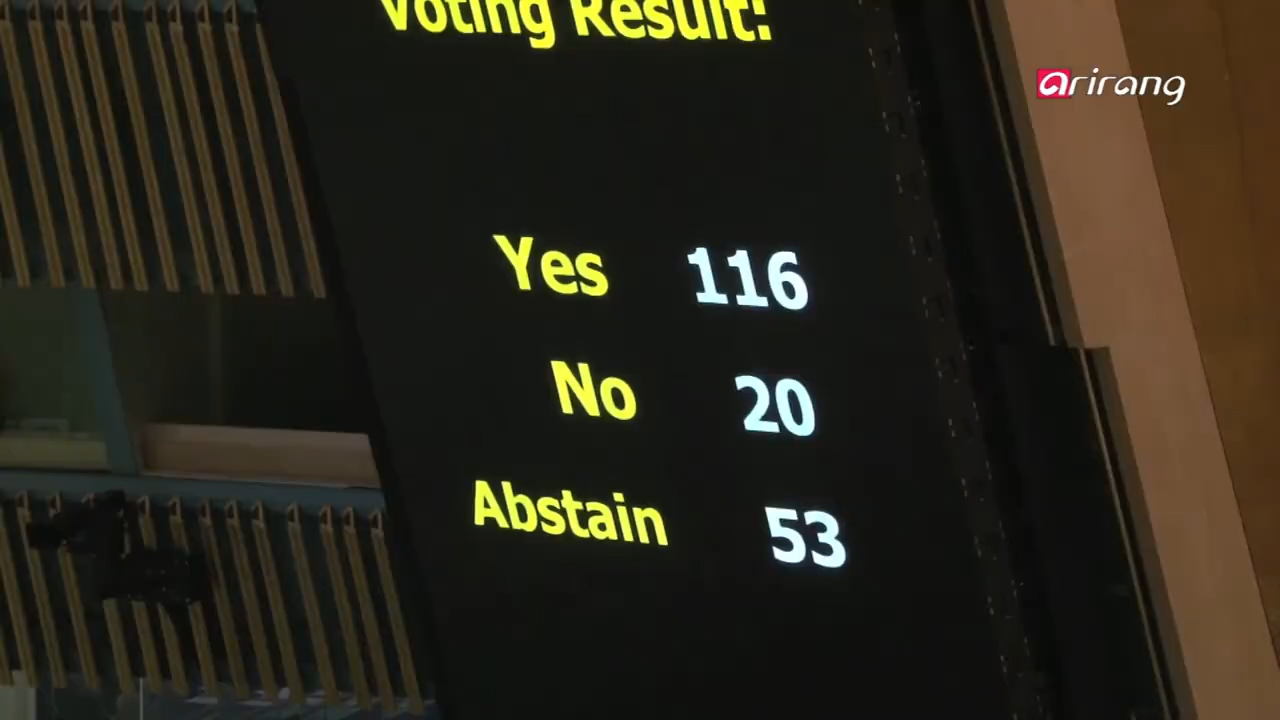 Voting Result:
arirang
Yes 116
No 20
Abstain 53